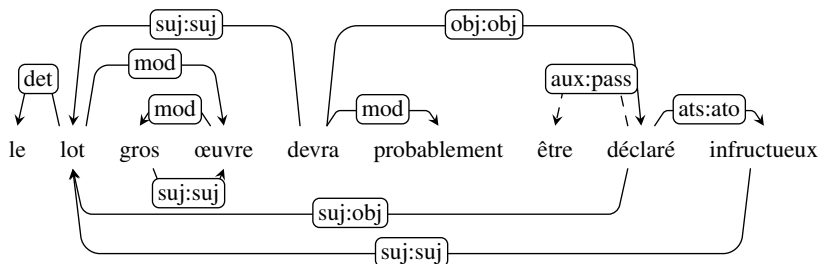 suj:suj obj:obj
mod
det aux:pass
mod mod ats:ato
le lot gros œuvre devra probablement être déclaré infructueux
suj:suj
suj:obj
suj:suj